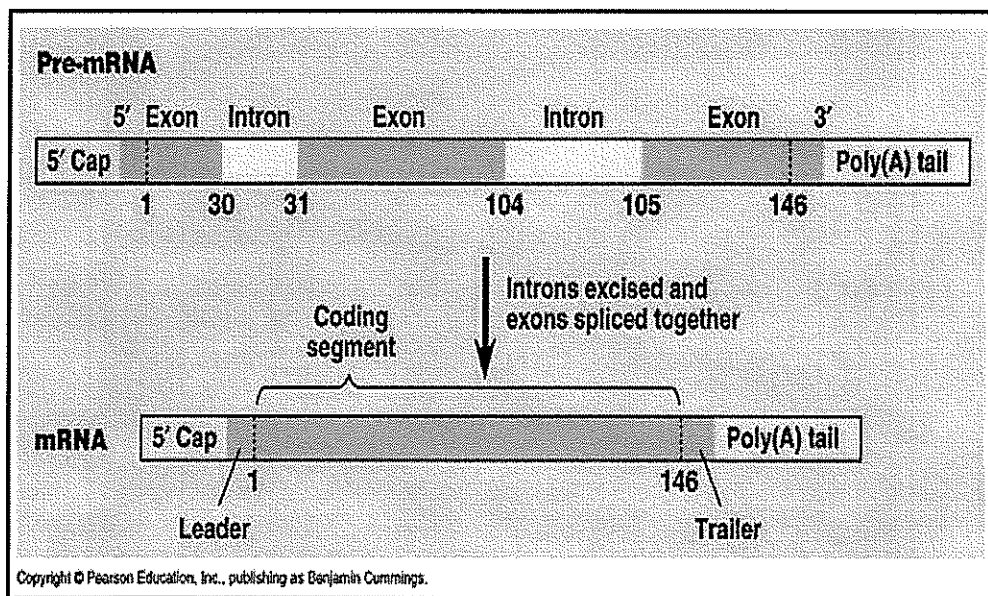 Pre-mRNA
5′ Exon Intron Exon Intron Exon 3′
5′ Cap Poly(A) tail
1 30 31 104 105 146
Introns excised and
exons spliced together
Coding
segment
mRNA 5′ Cap Poly(A) tail
1 146
Leader Trailer
Copyright © Pearson Education, Inc., publishing as Benjamin Cummings.